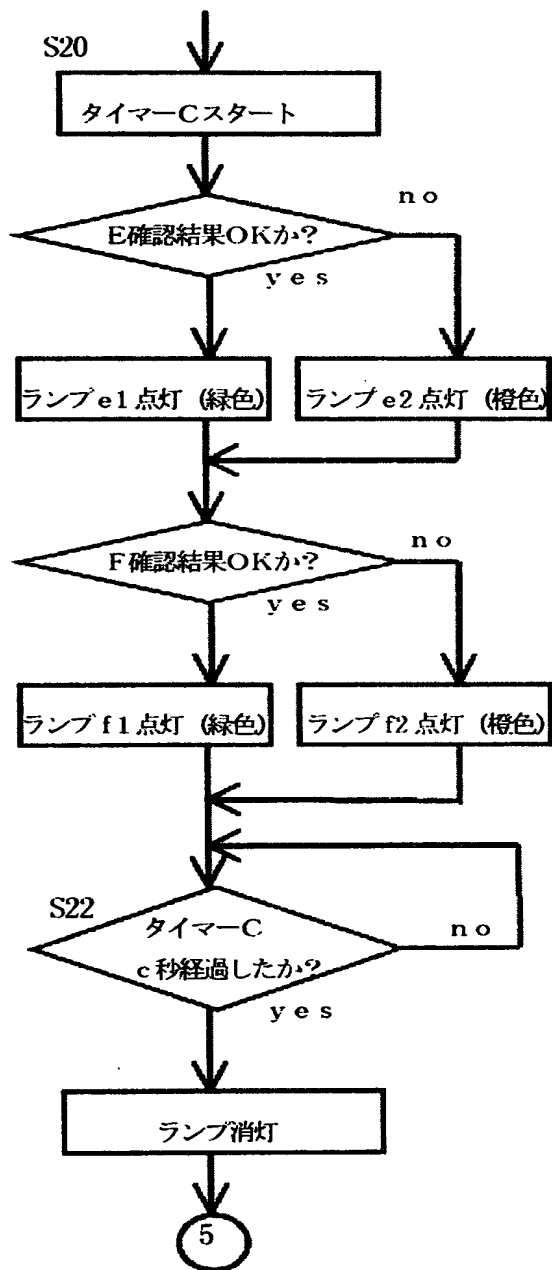 S20
タイマーCスタート
no
E確認結果OKか?
yes
ランプe1点灯(緑色)
ランプe2点灯(橙色)
no
F確認結果OKか?
yes
ランプf1点灯(緑色)
ランプf2点灯(橙色)
S22
タイマーC
no
c秒経過したか?
yes
ランプ消灯
5